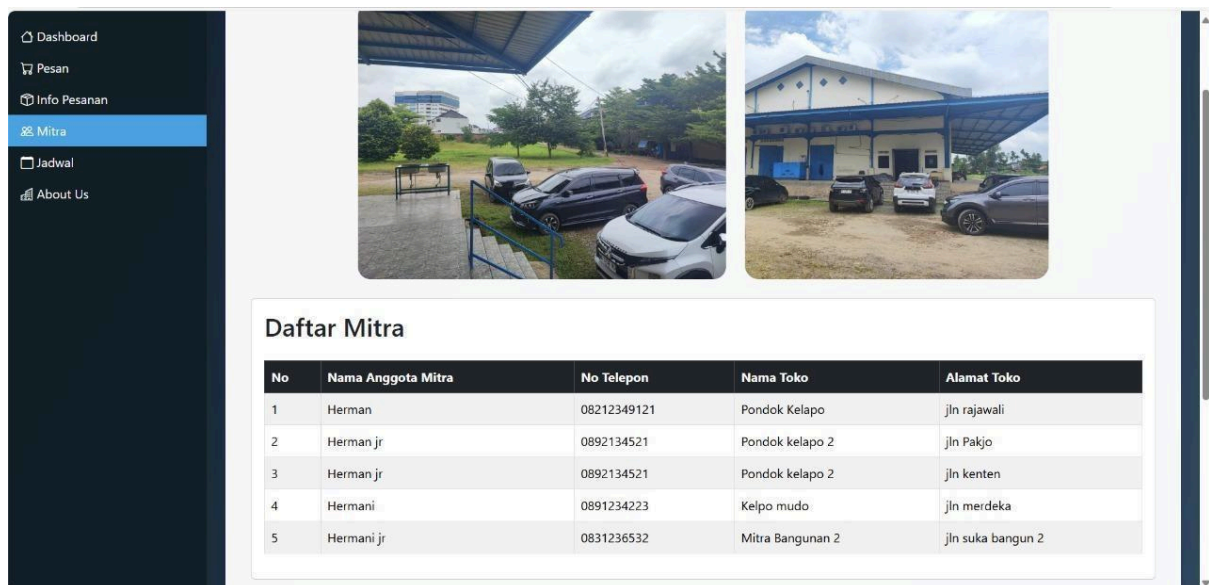 Dashboard
Pesan
Info Pesanan
Mitra
Jadwal
About Us
Daftar Mitra
No Nama Anggota Mitra No Telepon Nama Toko Alamat Toko
1 Herman 08212349121 Pondok Kelapo jln rajawali
2 Herman jr 0892134521 Pondok kelapo 2 jln Pakjo
3 Herman jr 0892134521 Pondok kelapo 2 jln kenten
4 Hermani 0891234223 Kelpo mudo jln merdeka
5 Hermani jr 0831236532 Mitra Bangunan 2 jln suka bangun 2